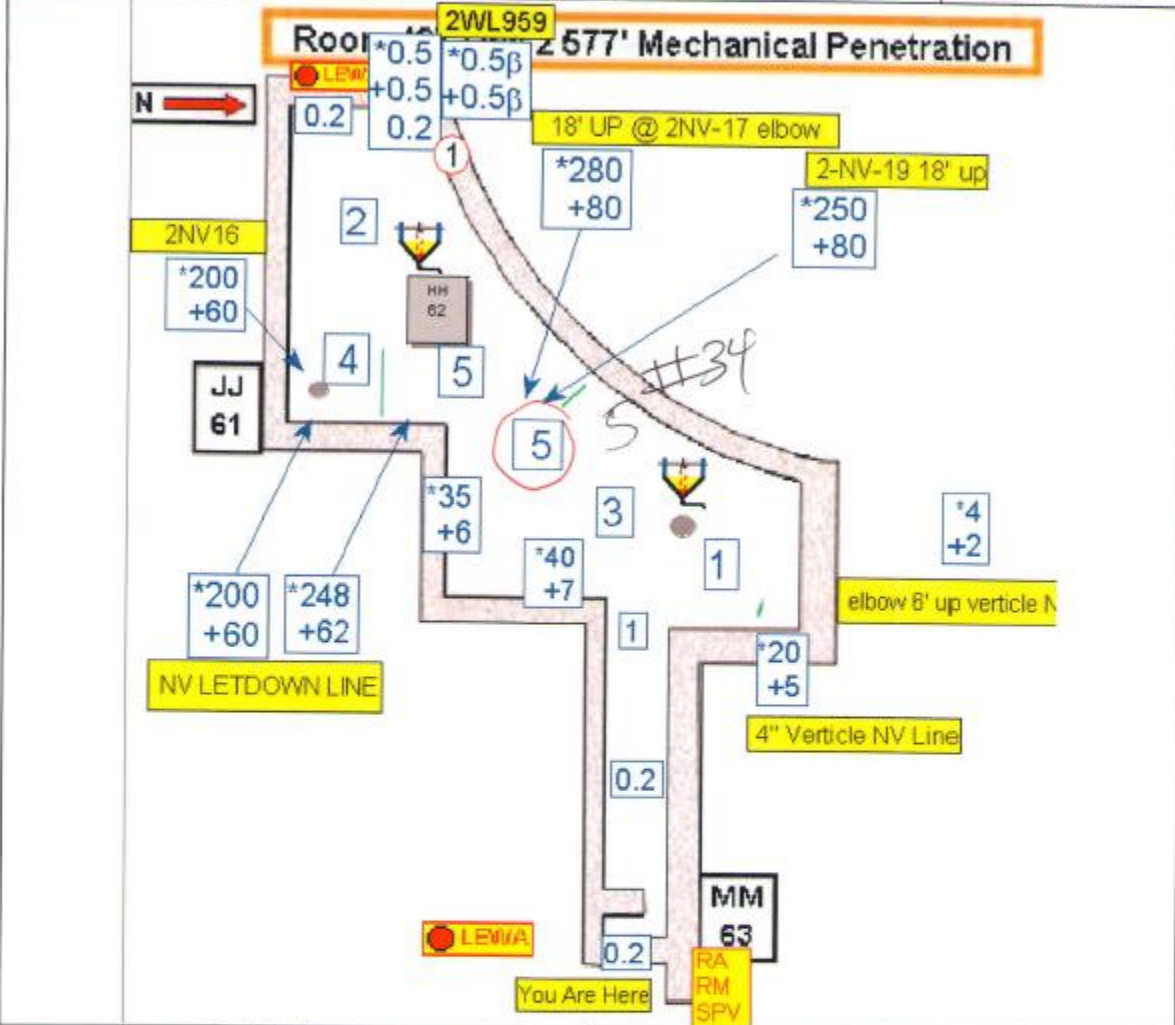 2WL959
Roo 2 577' Mechanical Penetration
*0.5
+0.5
0.2
*0.5β
+0.5β
LEWA
N
0.2
18' UP @ 2NV-17 elbow
*280
+80
2-NV-19 18' up
*250
+80
1
2
2NV16
*200
+60
HH
62
4
5
#34
5
JJ
61
5
*35
+6
3
*4
+2
*40
+7
1
*200
+60
*248
+62
elbow 6' up verticle N
1
*20
+5
NV LETDOWN LINE
4" Verticle NV Line
0.2
MM
63
LEWA
0.2
RA
RM
SPV
You Are Here